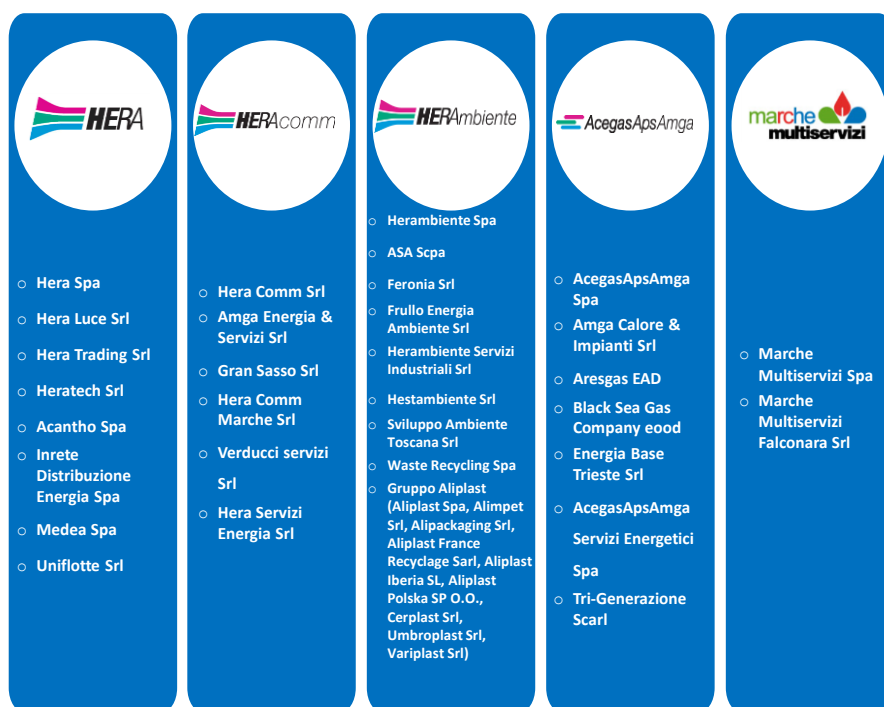 HERA
○ Hera Spa
○ Hera Luce Srl
○ Hera Trading Srl
○ Heratech Srl
○ Acantho Spa
○ Inrete
Distribuzione
Energia Spa
○ Medea Spa
○ Uniflotte Srl
HERAcomm
○ Hera Comm Srl
○ Amga Energia &
Servizi Srl
○ Gran Sasso Srl
○ Hera Comm
Marche Srl
○ Verducci servizi
Srl
○ Hera Servizi
Energia Srl
HERAmbiente
○ Herambiente Spa
○ ASA Scpa
○ Feronia Srl
○ Frullo Energia
Ambiente Srl
○ Herambiente Servizi
Industriali Srl
○ Hestambiente Srl
○ Sviluppo Ambiente
Toscana Srl
○ Waste Recycling Spa
○ Gruppo Aliplast
(Aliplast Spa, Alimpet
Srl, Alipackaging Srl,
Aliplast France
Recyclage Sarl, Aliplast
Iberia SL, Aliplast
Polska SP O.O.,
Cerplast Srl,
Umbroplast Srl,
Variplast Srl)
AcegasApsAmga
○ AcegasApsAmga
Spa
○ Amga Calore &
Impianti Srl
○ Aresgas EAD
○ Black Sea Gas
Company eood
○ Energia Base
Trieste Srl
○ AcegasApsAmga
Servizi Energetici
Spa
○ Tri-Generazione
Scarl
marche
multiservizi
○ Marche
Multiservizi Spa
○ Marche
Multiservizi
Falconara Srl